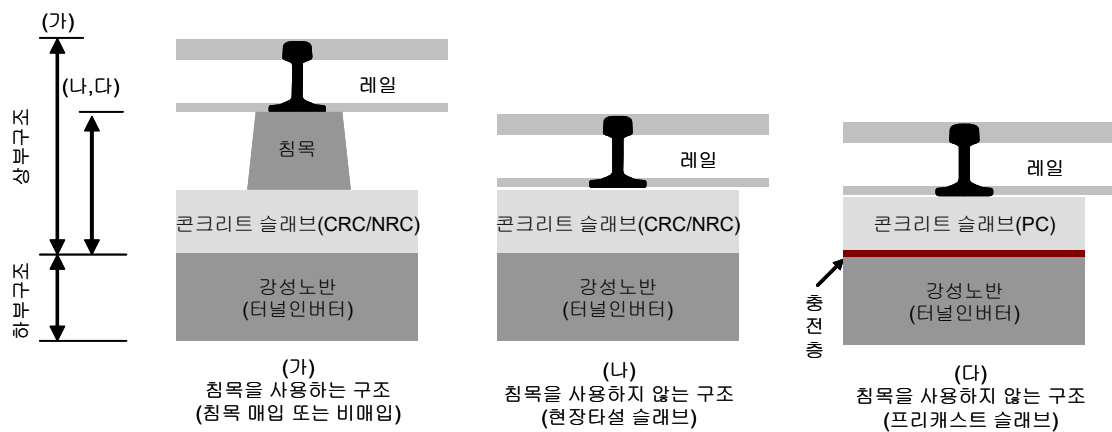 (가)
(나,다)
상부구조
하부구조
레일
침목
콘크리트 슬래브(CRC/NRC)
강성노반
(터널인버터)
(가)
침목을 사용하는 구조
(침목 매입 또는 비매입)
레일
콘크리트 슬래브(CRC/NRC)
강성노반
(터널인버터)
(나)
침목을 사용하지 않는 구조
(현장타설 슬래브)
레일
콘크리트 슬래브(PC)
강성노반
(터널인버터)
충전층
(다)
침목을 사용하지 않는 구조
(프리캐스트 슬래브)